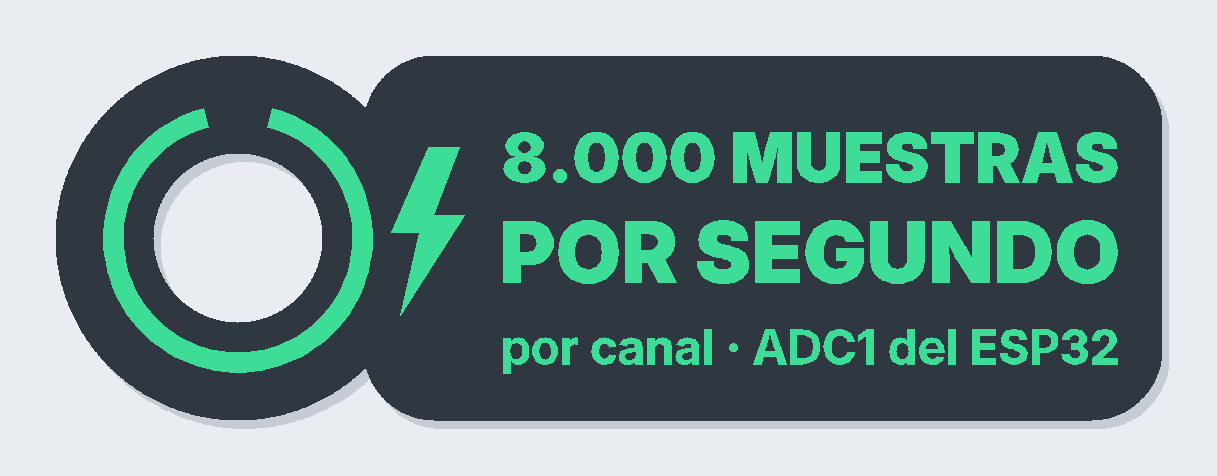 8.000 MUESTRAS
POR SEGUNDO
por canal · ADC1 del ESP32